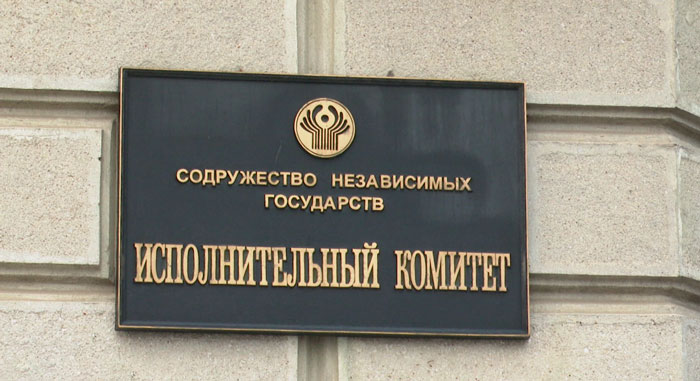 СОДРУЖЕСТВО НЕЗАВИСИМЫХ
ГОСУДАРСТВ
ИСПОЛНИТЕЛЬНЫЙ КОМИТЕТ